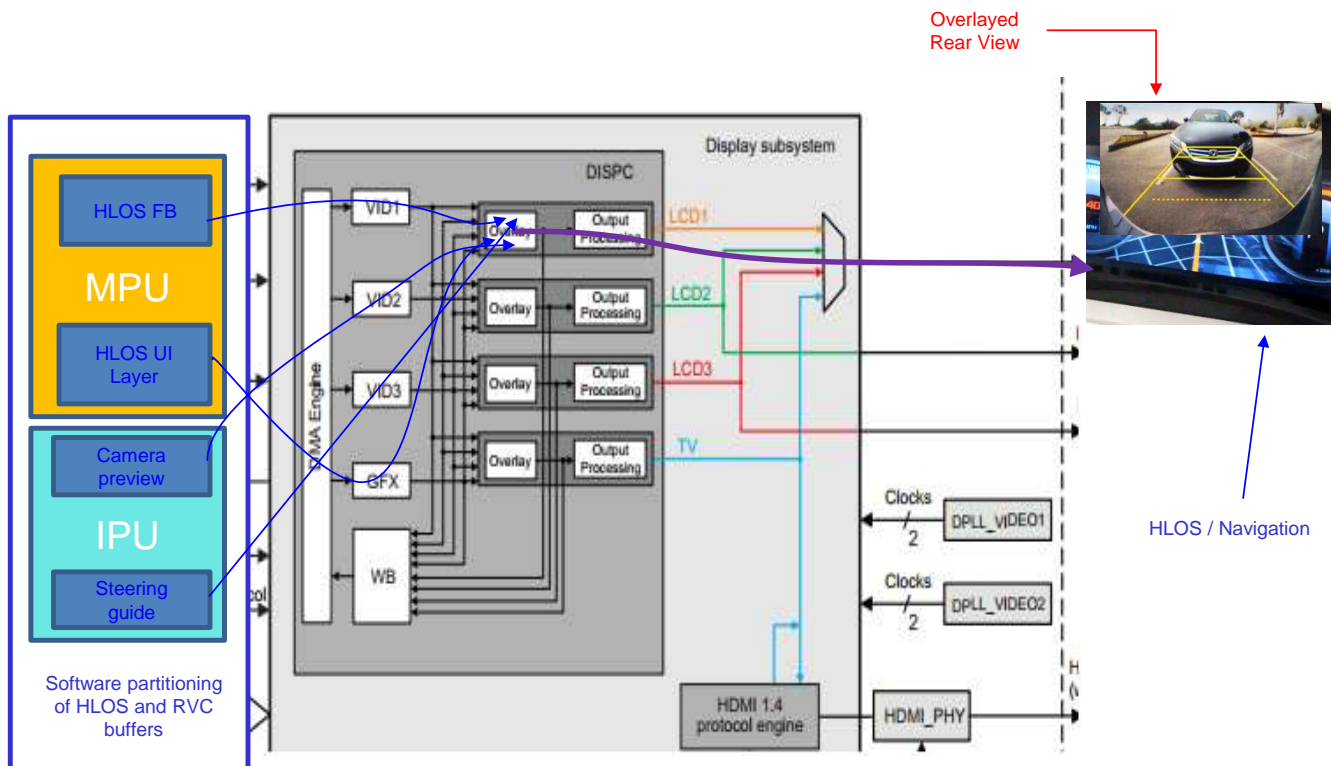 Overlayed
Rear View
Display subsystem
DISPC
HLOS FB
MPU
HLOS UI
Layer
Camera
preview
IPU
Steering
guide
col
Software partitioning
of HLOS and RVC
buffers
DMA Engine
VID1
VID2
VID3
GFX
WB
Overlay
Output
Processing
LCD1
Overlay
Output
Processing
LCD2
Overlay
Output
Processing
LCD3
Overlay
Output
Processing
TV
Clocks
2
DPLL_VIDEO1
Clocks
2
DPLL_VIDEO2
HDMI 1.4
protocol engine
HDMI_PHY
HLOS / Navigation